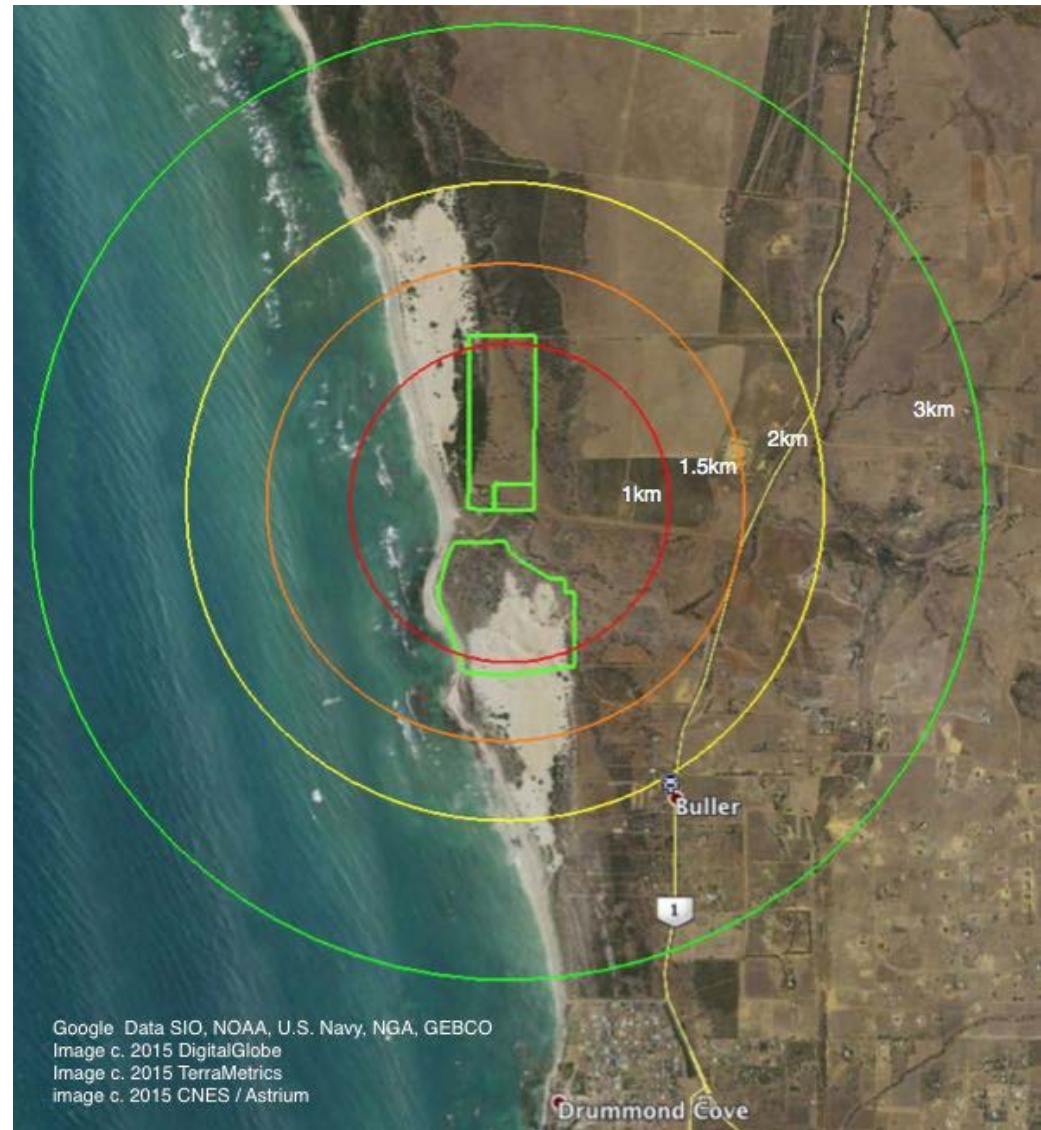 3km
2km
1.5km
1km
Buller
1
Google Data SIO, NOAA, U.S. Navy, NGA, GEBCO
Image c. 2015 DigitalGlobe
Image c. 2015 TerraMetrics
image c. 2015 CNES / Astrium
Drummond Cove